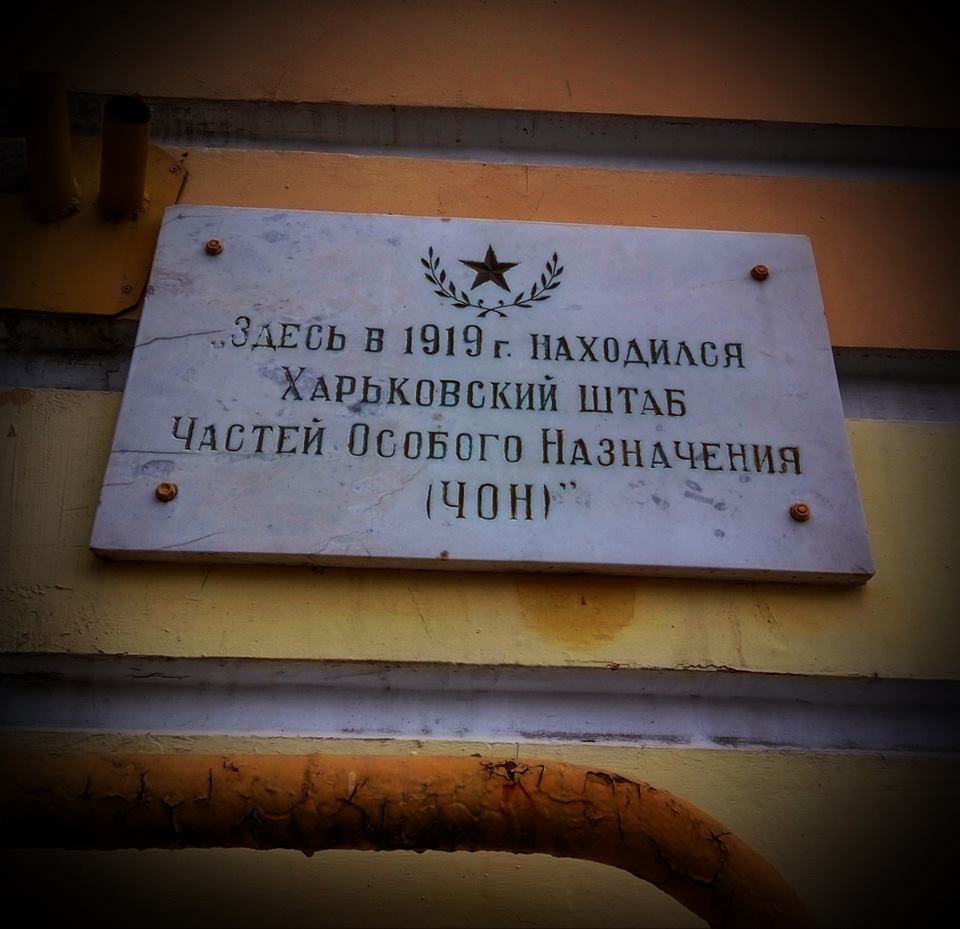 „Здесь в 1919 г. находился
Харьковский штаб
Частей Особого Назначения
(ЧОН)”